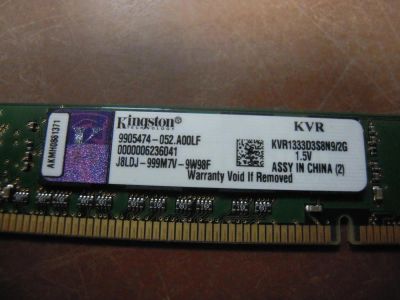 Kingston
TECHNOLOGY
KVR
9905474-052.A00LF
0000006236041
J8LDJ-999M7V-9W98F
KVR1333D3S8N9/2G
1.5V
ASSY IN CHINA (2)
Warranty Void If Removed